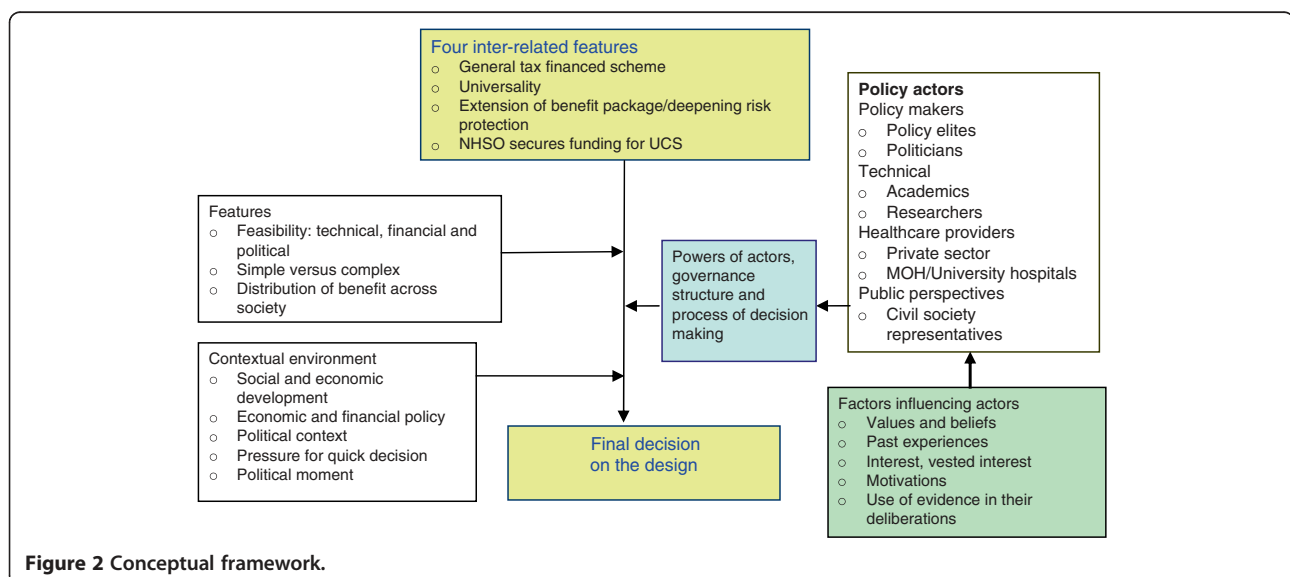 Four inter-related features
○ General tax financed scheme
○ Universality
○ Extension of benefit package/deepening risk
protection
○ NHSO secures funding for UCS
Features
○ Feasibility: technical, financial and
political
○ Simple versus complex
○ Distribution of benefit across
society
Contextual environment
○ Social and economic
development
○ Economic and financial policy
○ Political context
○ Pressure for quick decision
○ Political moment
Powers of actors,
governance
structure and
process of decision
making
Policy actors
Policy makers
○ Policy elites
○ Politicians
Technical
○ Academics
○ Researchers
Healthcare providers
○ Private sector
○ MOH/University hospitals
Public perspectives
○ Civil society
representatives
Factors influencing actors
○ Values and beliefs
○ Past experiences
○ Interest, vested interest
○ Motivations
○ Use of evidence in their
deliberations
Final decision
on the design
Figure 2 Conceptual framework.